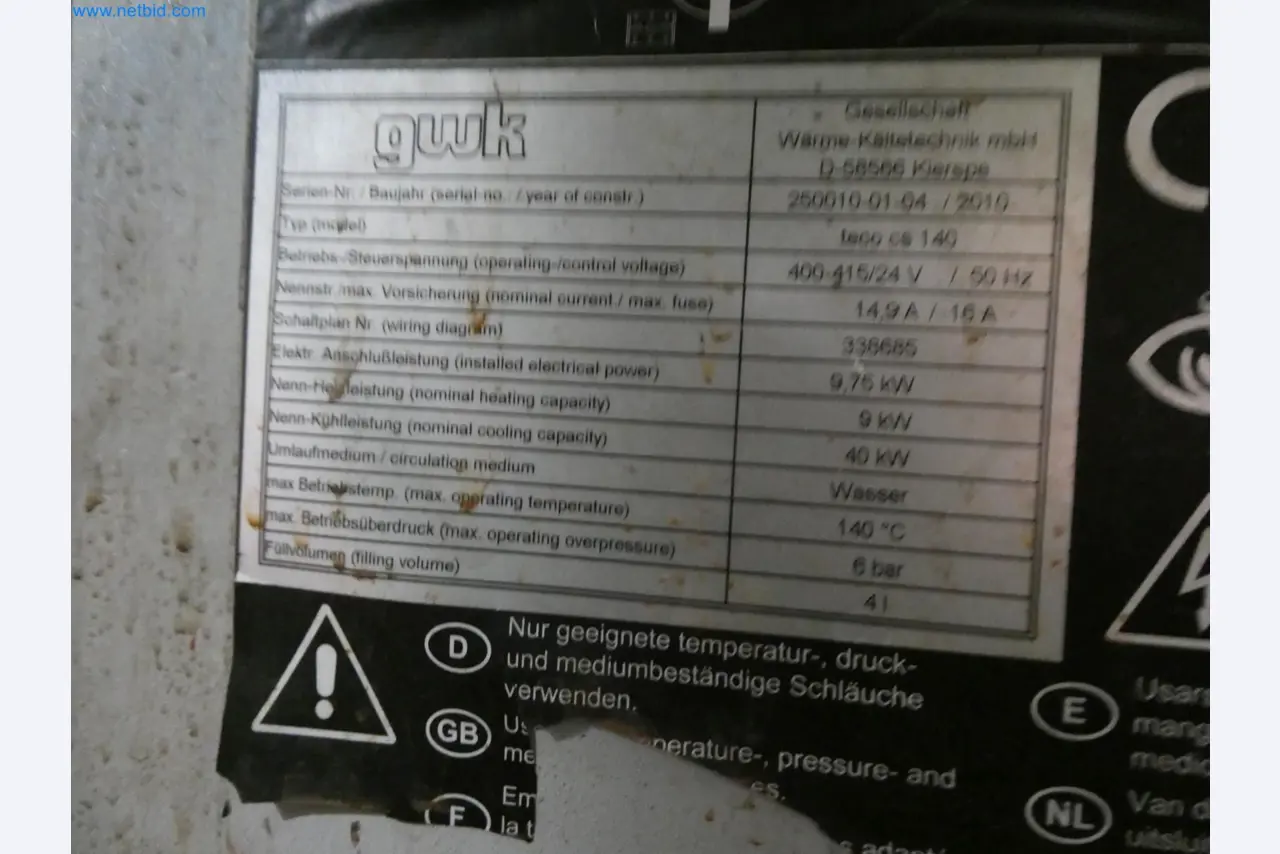 www.netbid.com
gwk
Gesellschaft
Wärme-Kältetechnik mbH
D-58566 Kierspe
Serien-Nr. / Baujahr (serial no. / year of constr.) 250010-01-04 / 2010
Typ (model) teco cs 140
Betriebs-/Steuerspannung (operating-/control voltage) 400-415/24 V / 50 Hz
Nennstr./max. Vorsicherung (nominal current / max. fuse) 14,9 A / 16 A
Schaltplan Nr. (wiring diagram) 336685
Elektr. Anschlußleistung (installed electrical power) 9,75 kW
Nenn-Heizleistung (nominal heating capacity) 9 kW
Nenn-Kühlleistung (nominal cooling capacity) 40 kW
Umlaufmedium / circulation medium Wasser
max Betriebstemp. (max. operating temperature) 140 °C
max. Betriebsüberdruck (max. operating overpressure) 6 bar
Füllvolumen (filling volume) 4 l
D Nur geeignete temperatur-, druck-
und mediumbeständige Schläuche
verwenden.
GB
pressure- and
F
la
E
NL Van